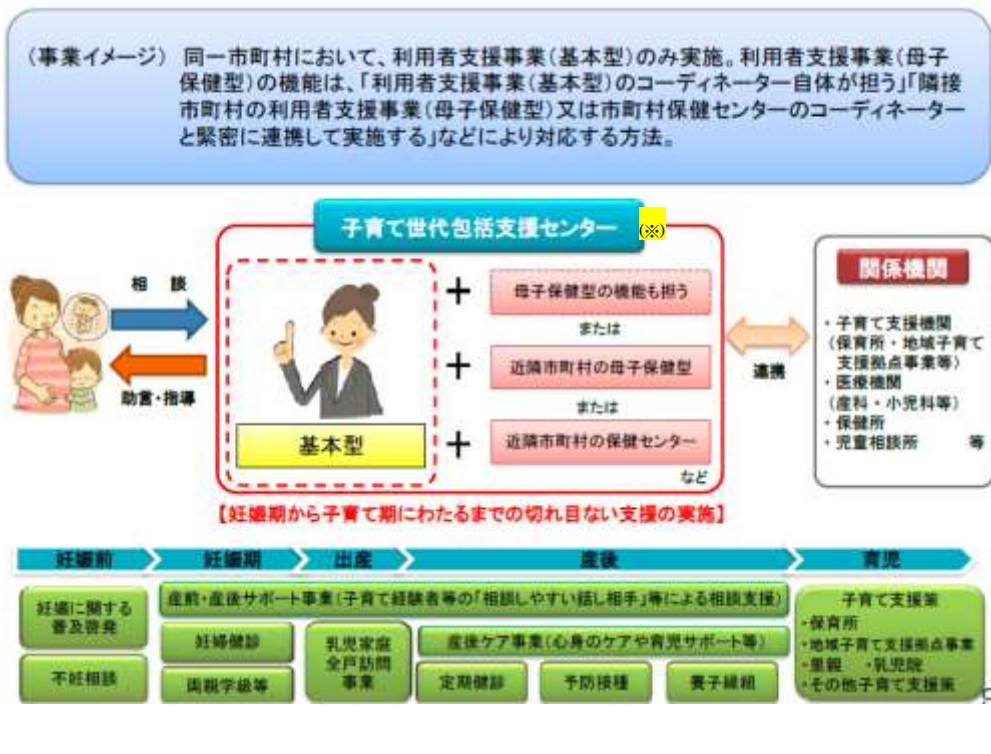 (事業イメージ) 同一市町村において、利用者支援事業(基本型)のみ実施。利用者支援事業(母子
保健型)の機能は、「利用者支援事業(基本型)のコーディネーター自体が担う」「隣接
市町村の利用者支援事業(母子保健型)又は市町村保健センターのコーディネーター
と緊密に連携して実施する」などにより対応する方法。
子育て世代包括支援センター (※)
相 談
助言・指導
基本型
+ 母子保健型の機能も担う
または
+ 近隣市町村の母子保健型
または
+ 近隣市町村の保健センター
など
連携
関係機関
・子育て支援機関
(保育所・地域子育て
支援拠点事業等)
・医療機関
(産科・小児科等)
・保健所
・児童相談所 等
【妊娠期から子育て期にわたるまでの切れ目ない支援の実施】
妊娠前 妊娠期 出産 産後 育児
妊娠に関する
普及啓発
不妊相談
産前・産後サポート事業(子育て経験者等の「相談しやすい話し相手」等による相談支援)
妊婦健診
両親学級等
乳児家庭
全戸訪問
事業
産後ケア事業(心身のケアや育児サポート等)
定期健診 予防接種 養子縁組
子育て支援策
・保育所
・地域子育て支援拠点事業
・里親 ・乳児院
・その他子育て支援策